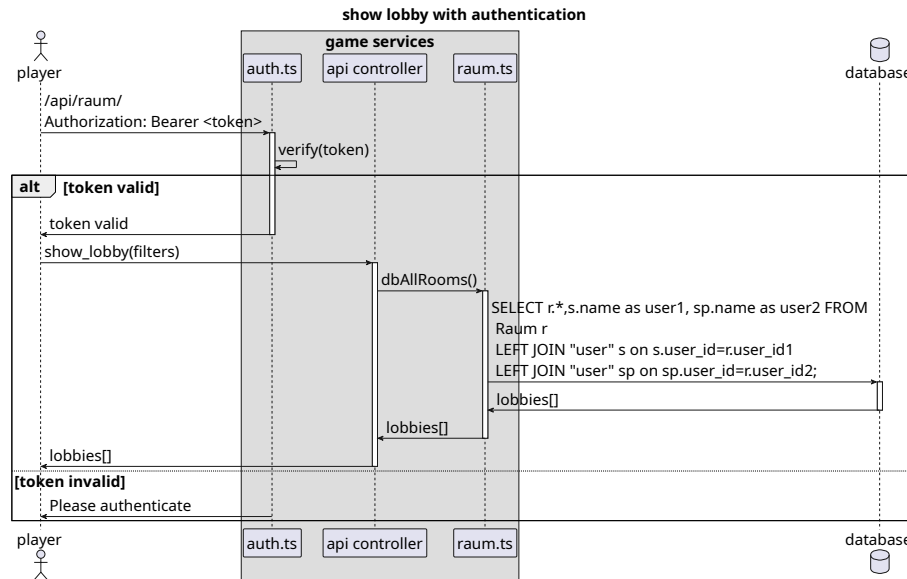 show lobby with authentication
game services
player
auth.ts
api controller
raum.ts
database
/api/raum/
Authorization: Bearer <token>
verify(token)
alt [token valid]
token valid
show_lobby(filters)
dbAllRooms()
SELECT r.*,s.name as user1, sp.name as user2 FROM
Raum r
LEFT JOIN "user" s on s.user_id=r.user_id1
LEFT JOIN "user" sp on sp.user_id=r.user_id2;
lobbies[]
lobbies[]
lobbies[]
[token invalid]
Please authenticate
player
auth.ts
api controller
raum.ts
database